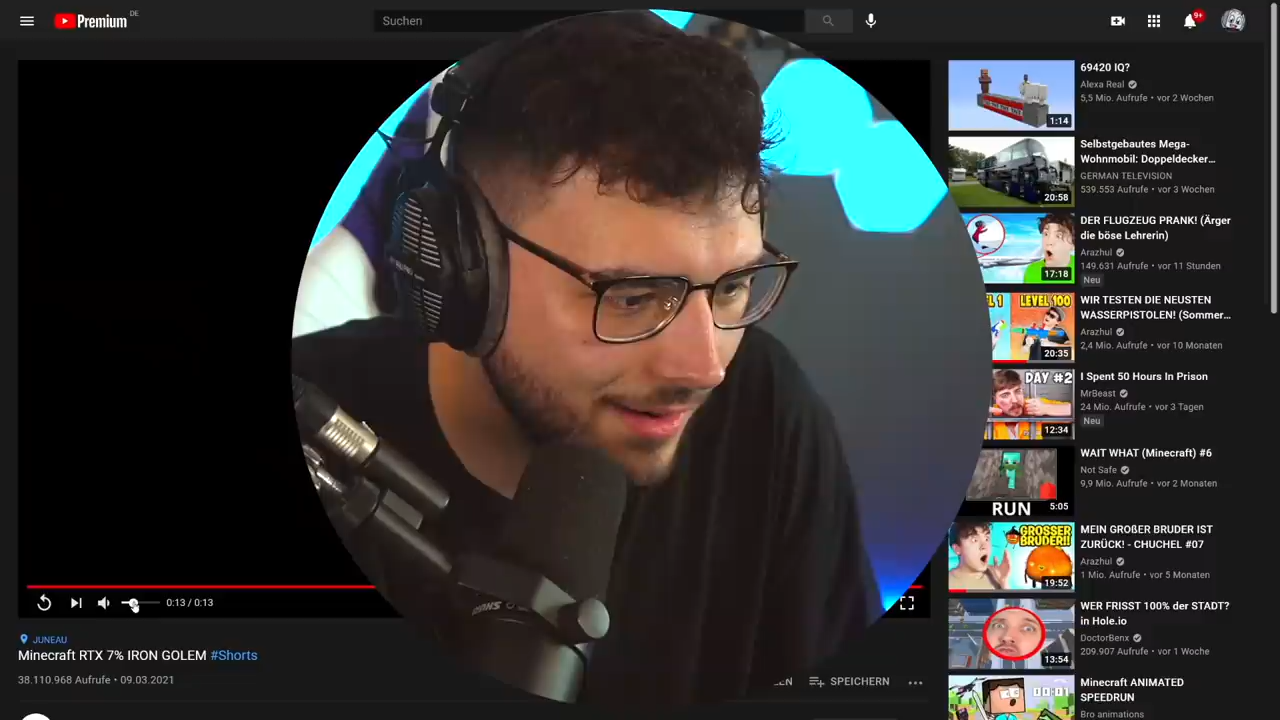 Premium DE
Suchen
9+
69420 IQ?
Alexa Real
5,5 Mio. Aufrufe • vor 2 Wochen
1:14
Selbstgebautes Mega-
Wohnmobil: Doppeldecker...
GERMAN TELEVISION
539.553 Aufrufe • vor 3 Wochen
20:58
DER FLUGZEUG PRANK! (Ärger
die böse Lehrerin)
Arazhul
149.631 Aufrufe • vor 11 Stunden
Neu
17:18
WIR TESTEN DIE NEUSTEN
WASSERPISTOLEN! (Sommer...
Arazhul
2,4 Mio. Aufrufe • vor 10 Monaten
LEVEL 100
20:35
I Spent 50 Hours In Prison
MrBeast
24 Mio. Aufrufe • vor 3 Tagen
Neu
DAY #2
12:34
WAIT WHAT (Minecraft) #6
Not Safe
9,9 Mio. Aufrufe • vor 2 Monaten
RUN
5:05
MEIN GROßER BRUDER IST
ZURÜCK! - CHUCHEL #07
Arazhul
1 Mio. Aufrufe • vor 5 Monaten
GROSSER
BRUDER!!
19:52
WER FRISST 100% der STADT?
in Hole.io
DoctorBenx
209.907 Aufrufe • vor 1 Woche
13:54
Minecraft ANIMATED
SPEEDRUN
Bro animations
00:01
0:13 / 0:13
JUNEAU
Minecraft RTX 7% IRON GOLEM #Shorts
38.110.968 Aufrufe • 09.03.2021
SPEICHERN